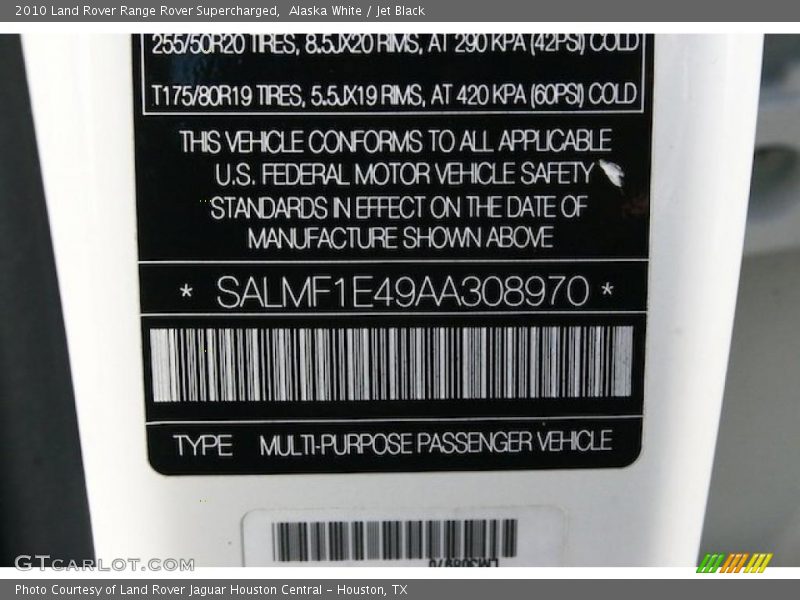 2010 Land Rover Range Rover Supercharged,  Alaska White / Jet Black
255/50R20 TIRES, 8.5JX20 RIMS, AT 290 KPA (42PSI) COLD
T175/80R19 TIRES, 5.5JX19 RIMS, AT 420 KPA (60PSI) COLD
THIS VEHICLE CONFORMS TO ALL APPLICABLE
U.S. FEDERAL MOTOR VEHICLE SAFETY
STANDARDS IN EFFECT ON THE DATE OF
MANUFACTURE SHOWN ABOVE
* SALMF1E49AA308970 *
TYPE MULTI-PURPOSE PASSENGER VEHICLE
LM308970
GTCARLOT.COM
Photo Courtesy of Land Rover Jaguar Houston Central - Houston, TX